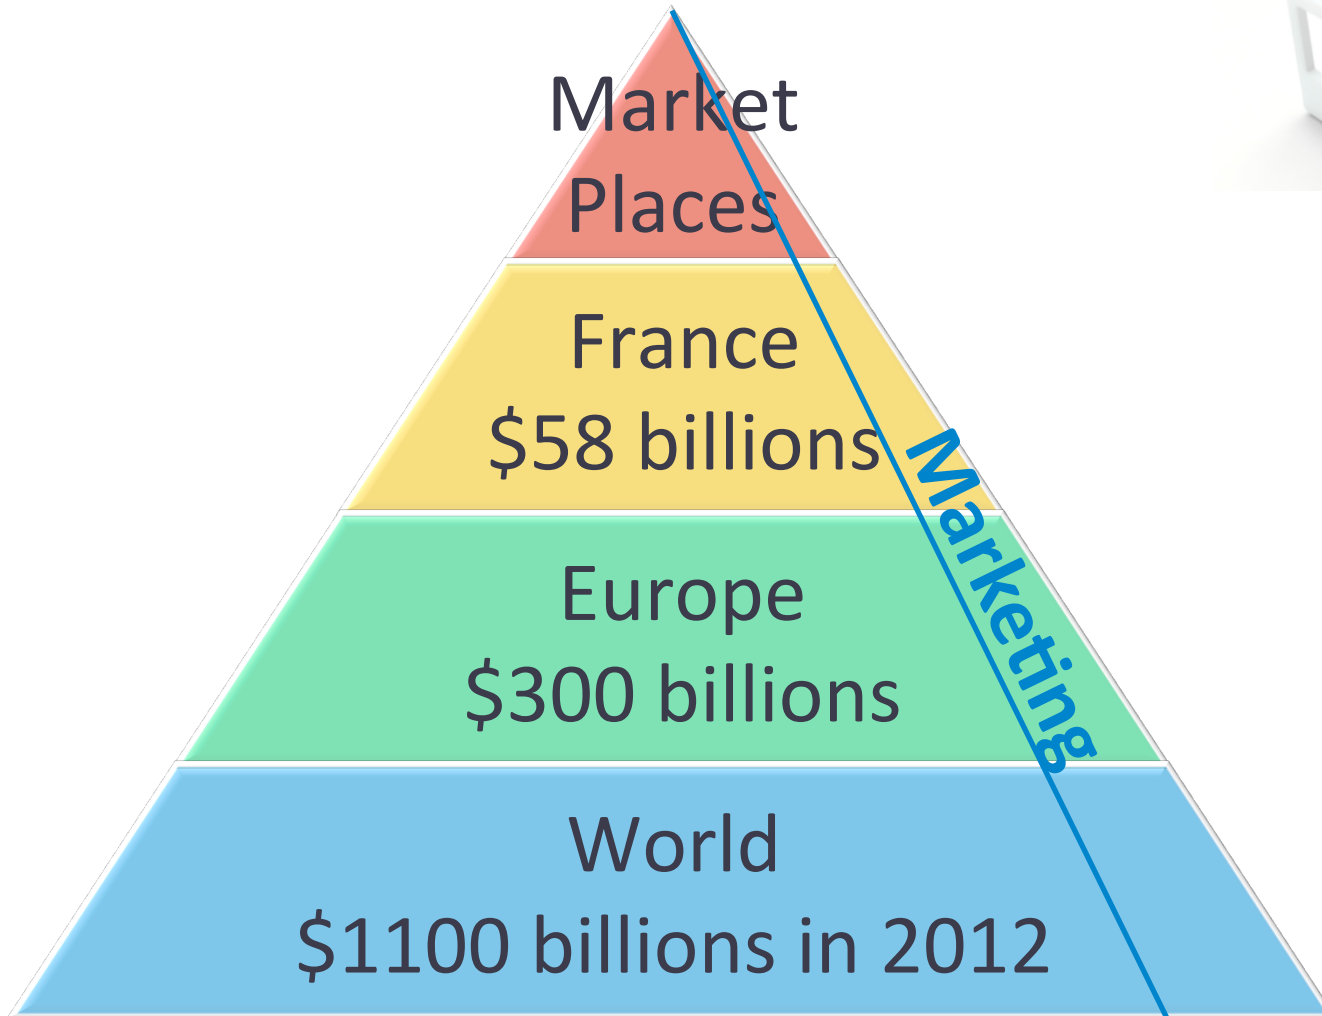 Market
Places
France
$58 billions
Europe
$300 billions
World
$1100 billions in 2012
Marketing